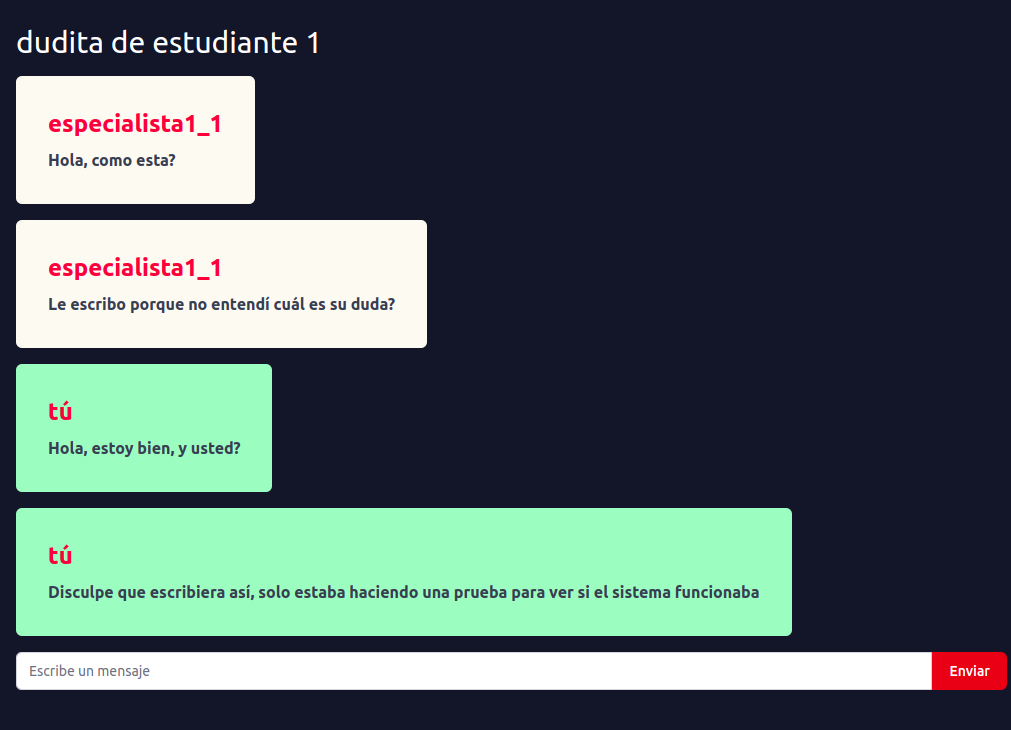 dudita de estudiante 1
especialista1_1
Hola, como esta?
especialista1_1
Le escribo porque no entendí cuál es su duda?
tú
Hola, estoy bien, y usted?
tú
Disculpe que escribiera así, solo estaba haciendo una prueba para ver si el sistema funcionaba
Escribe un mensaje
Enviar